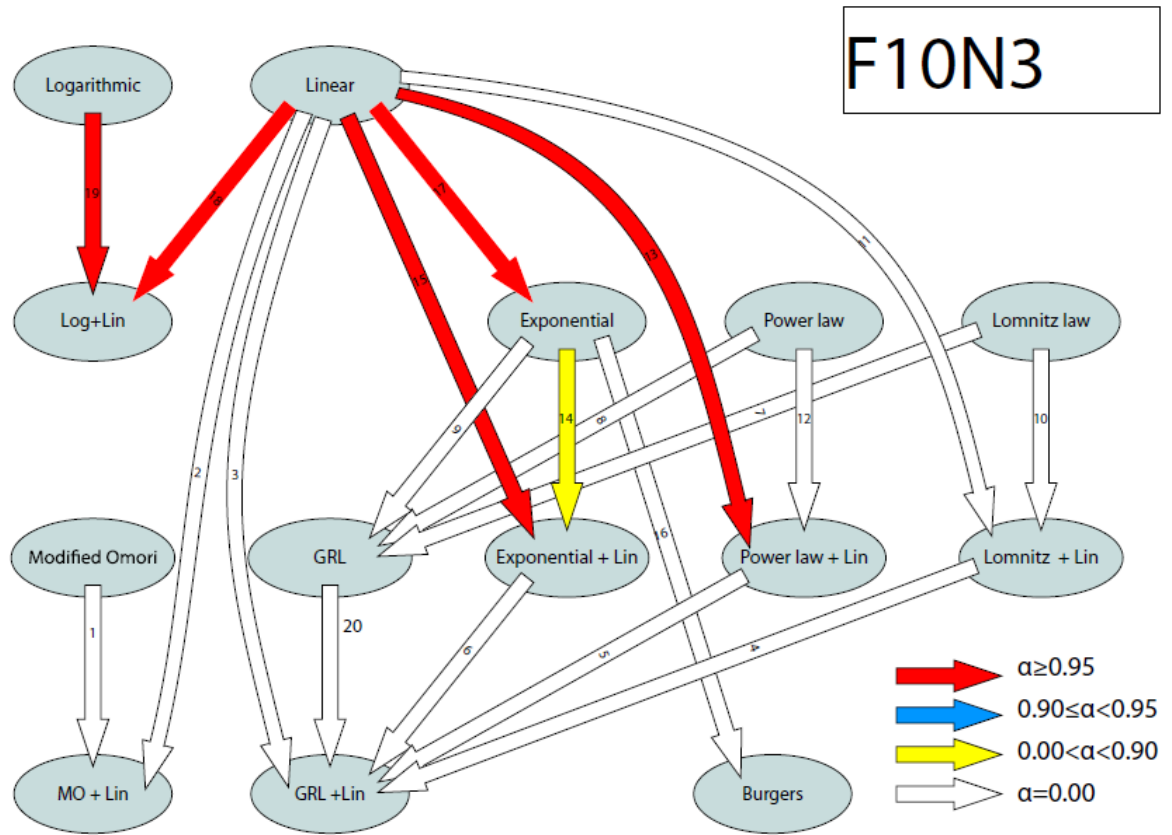 F10N3
Logarithmic
Linear
19
18
17
15
13
11
Log+Lin
Exponential
Power law
Lomnitz law
9
14
8
12
7
10
2
3
16
Modified Omori
GRL
Exponential + Lin
Power law + Lin
Lomnitz + Lin
1
20
6
5
4
MO + Lin
GRL +Lin
Burgers
α≥0.95
0.90≤α<0.95
0.00<α<0.90
α=0.00